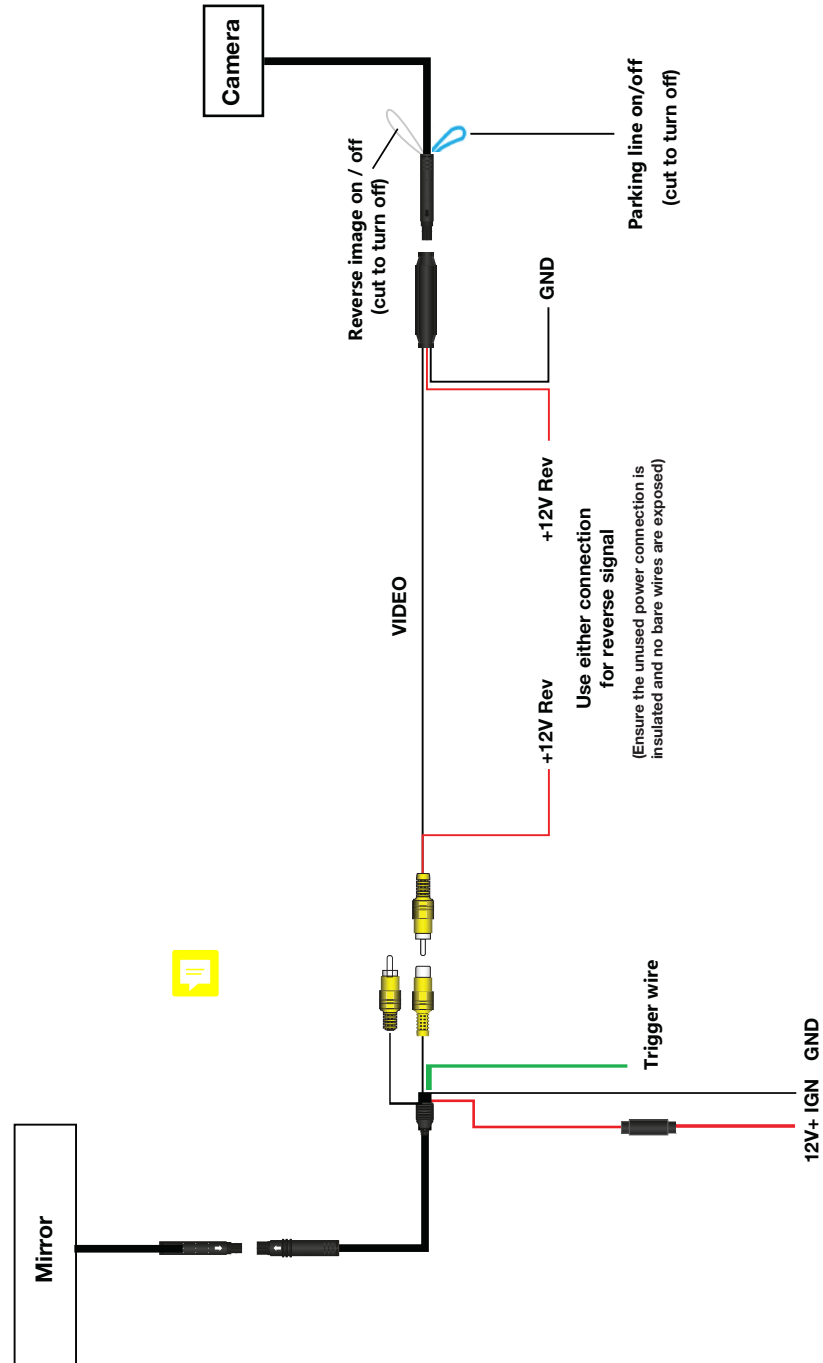 Mirror
12V+ IGN
GND
Trigger wire
VIDEO
+12V Rev
+12V Rev
Use either connection
for reverse signal
(Ensure the unused power connection is
insulated and no bare wires are exposed)
GND
Reverse image on / off
(cut to turn off)
Camera
Parking line on/off
(cut to turn off)